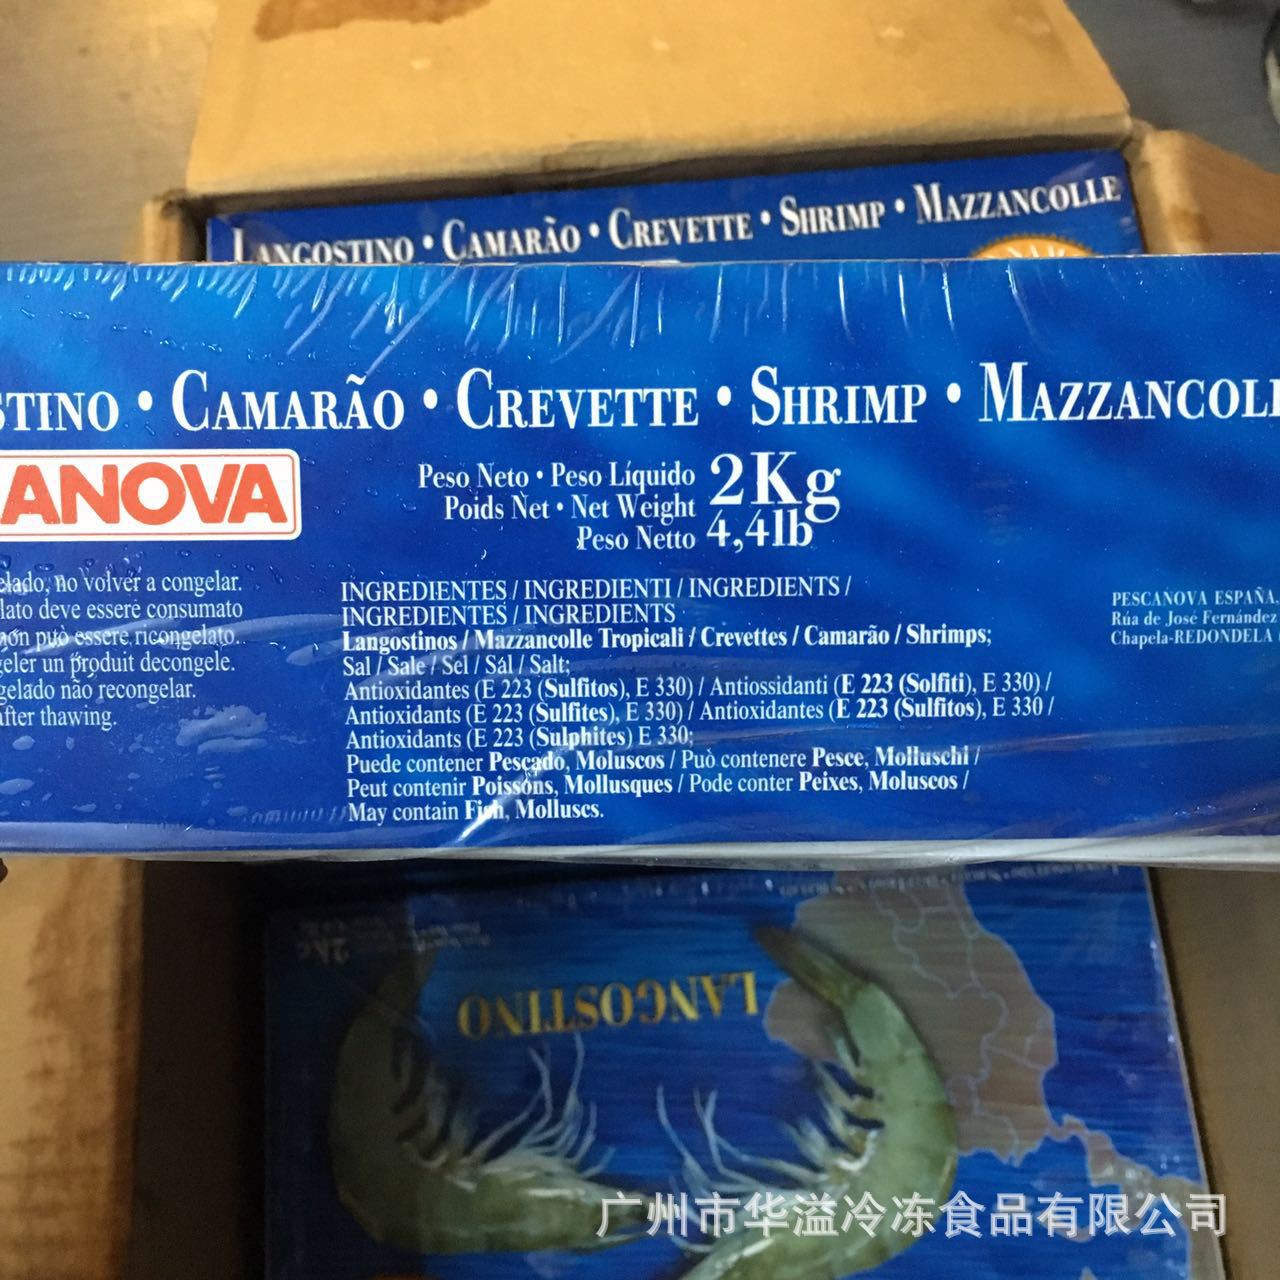 LANGOSTINO • CAMARÃO • CREVETTE • SHRIMP • MAZZANCOLLE
STINO • CAMARÃO • CREVETTE • SHRIMP • MAZZANCOLL
ANOVA
Peso Neto • Peso Líquido
Poids Net • Net Weight
Peso Netto
2Kg
4,4lb
elado, no volver a congelar.
lato deve essere consumato
non può essere ricongelato.
geler un produit decongele.
gelado não recongelar.
after thawing.
INGREDIENTES / INGREDIENTI / INGREDIENTS /
INGREDIENTES / INGREDIENTS
Langostinos / Mazzancolle Tropicali / Crevettes / Camarão / Shrimps;
Sal / Sale / Sel / Sál / Salt;
Antioxidantes (E 223 (Sulfitos), E 330) / Antiossidanti (E 223 (Solfiti), E 330) /
Antioxidants (E 223 (Sulfites), E 330) / Antioxidantes (E 223 (Sulfitos), E 330 /
Antioxidants (E 223 (Sulphites) E 330;
Puede contener Pescado, Moluscos / Può contenere Pesce, Molluschi /
Peut contenir Poissons, Mollusques / Pode conter Peixes, Moluscos /
May contain Fish, Molluscs.
PESCANOVA ESPAÑA.
Rúa de José Fernández
Chapela-REDONDELA
2Kg
LANGOSTINO
广州市华溢冷冻食品有限公司